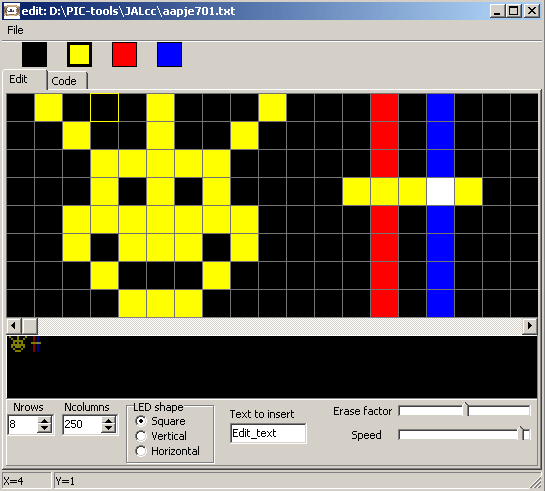 edit: D:\PIC-tools\JALcc\aapje701.txt
File
Edit Code
Nrows Ncolumns LED shape Text to insert Erase factor
8 250 Square Edit_text
Vertical Speed
Horizontal
X=4 Y=1